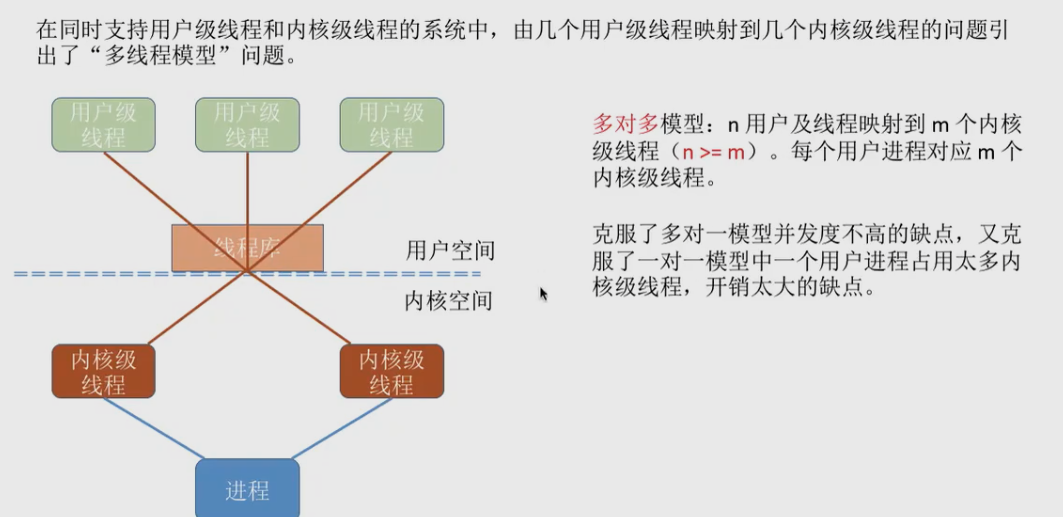 在同时支持用户级线程和内核级线程的系统中，由几个用户级线程映射到几个内核级线程的问题引
出了“多线程模型”问题。
用户级
线程
用户级
线程
用户级
线程
线程库
用户空间
内核空间
内核级
线程
内核级
线程
进程
多对多模型：n 用户及线程映射到 m 个内核
级线程（n >= m）。每个用户进程对应 m 个
内核级线程。
克服了多对一模型并发度不高的缺点，又克
服了一对一模型中一个用户进程占用太多内
核级线程，开销太大的缺点。